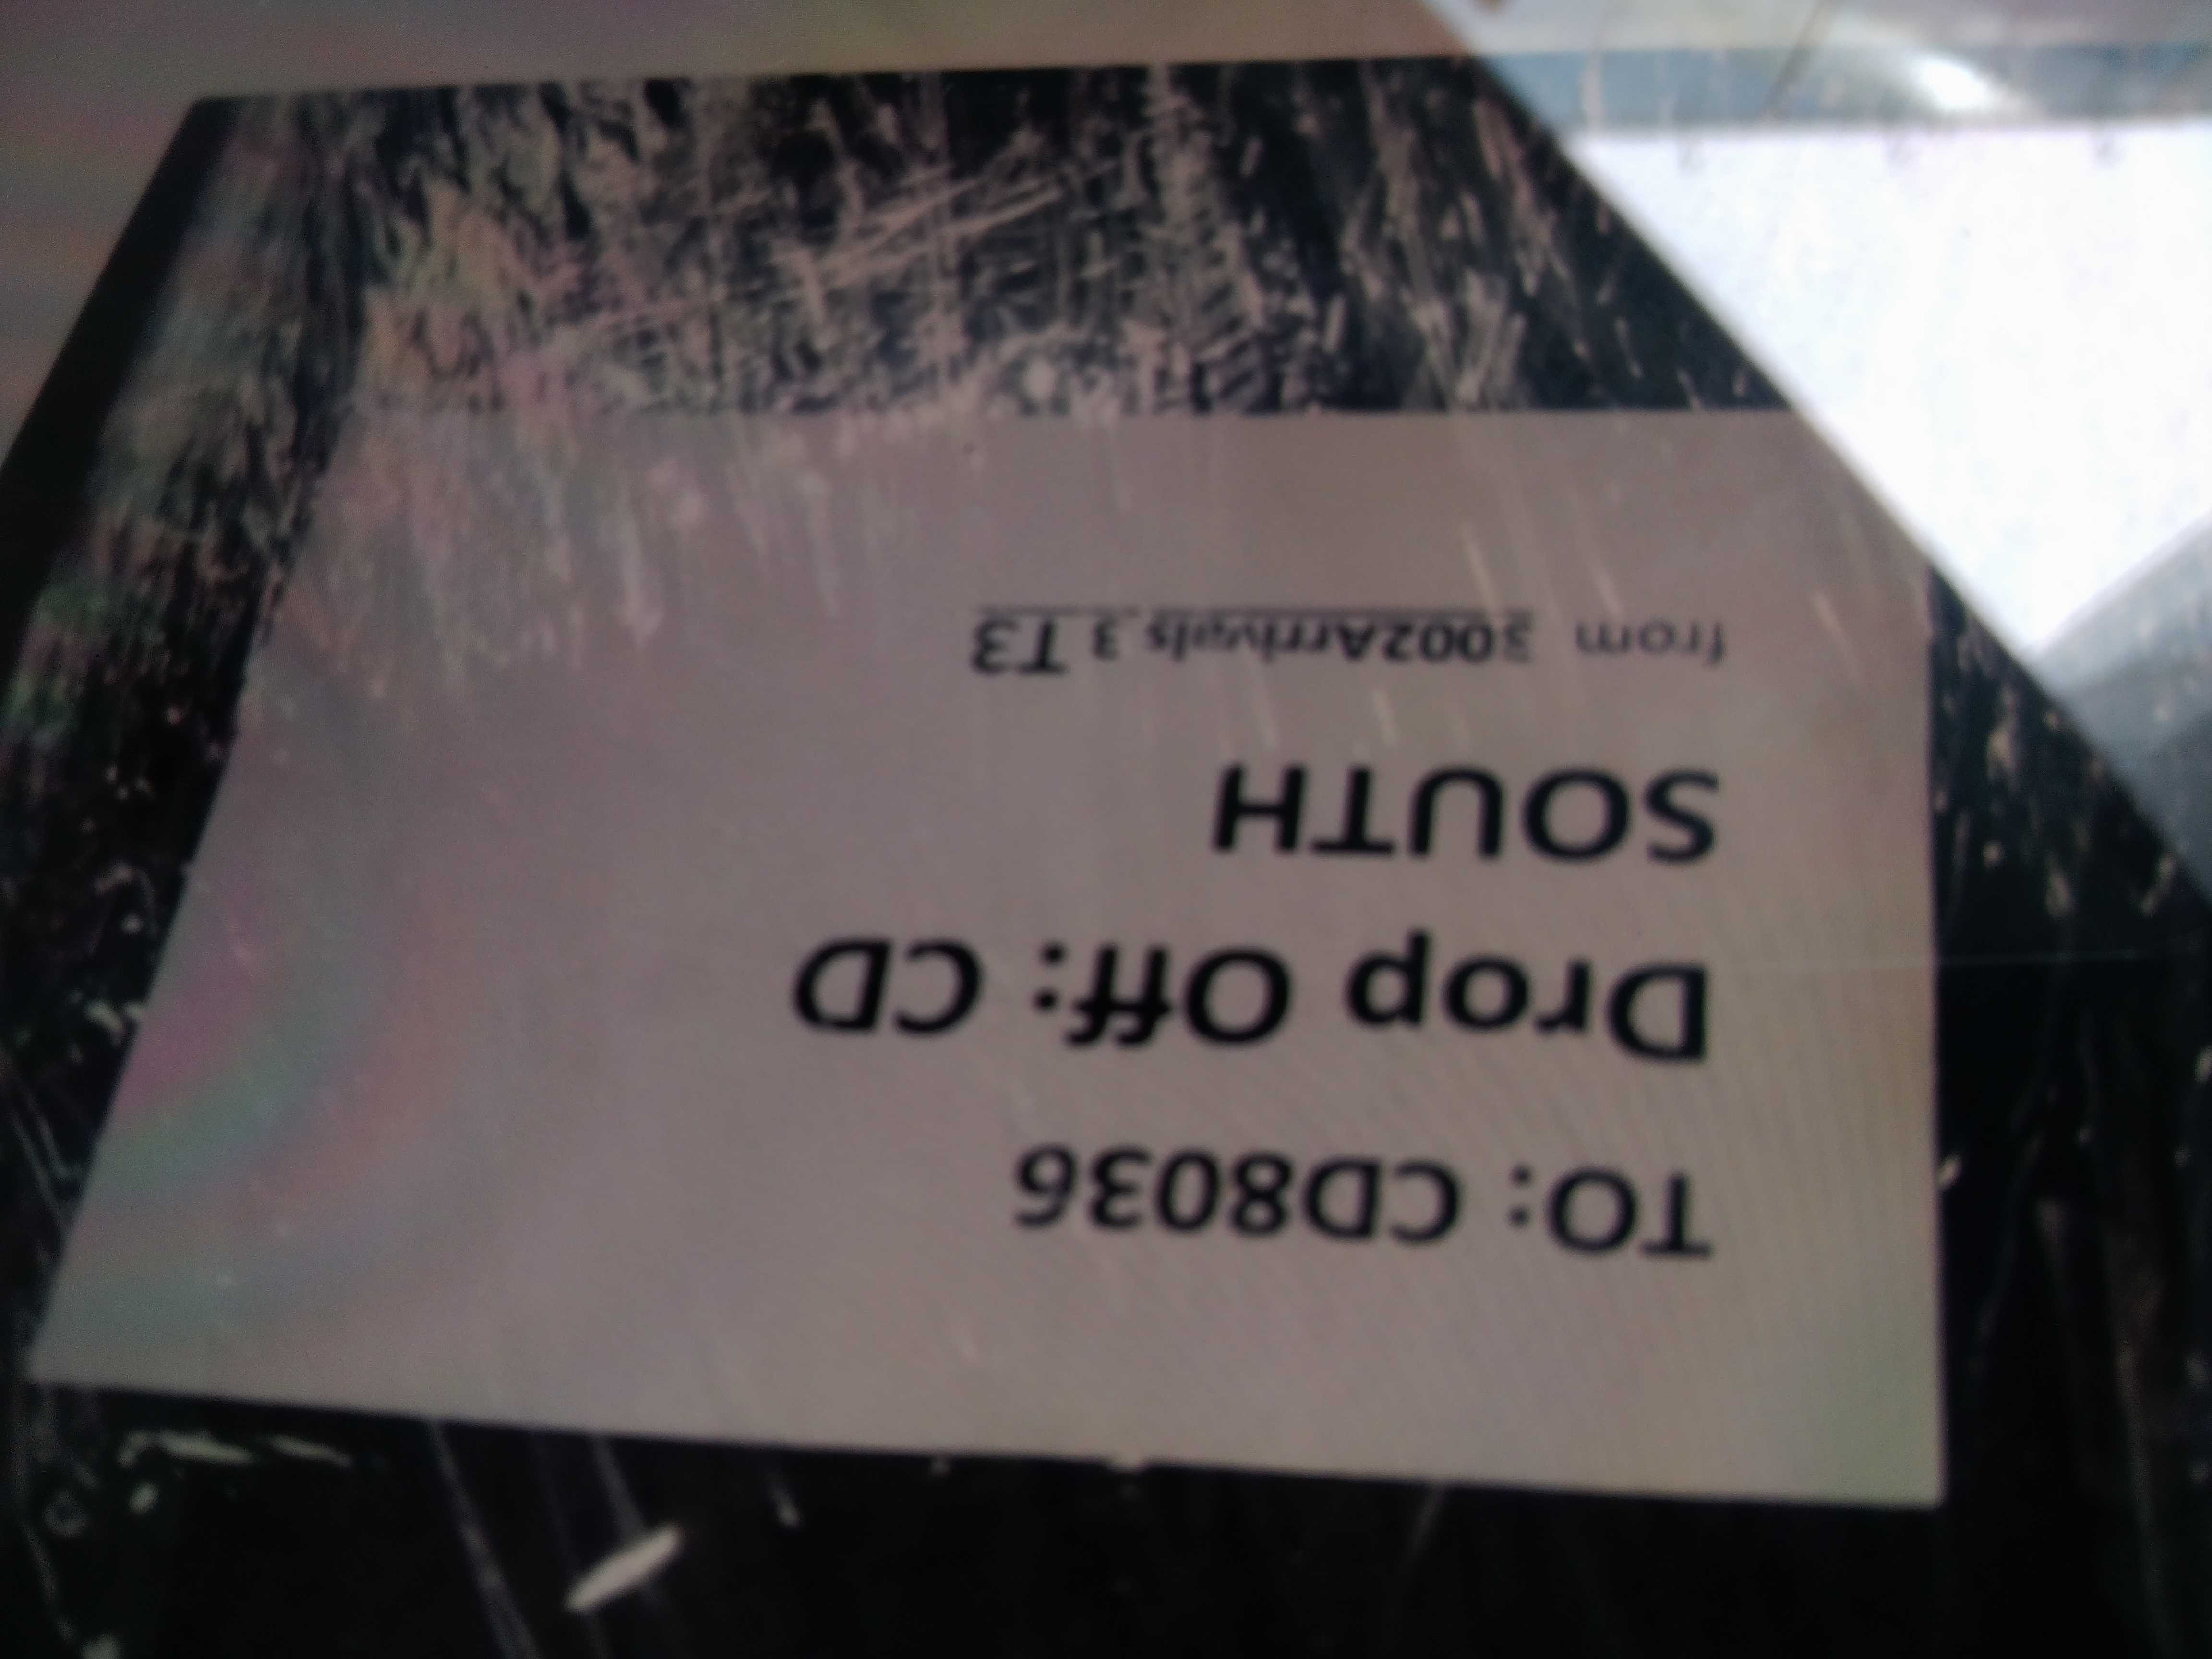 TO: CD8036
Drop Off: CD
SOUTH
from 3002Arrivals 3 T3